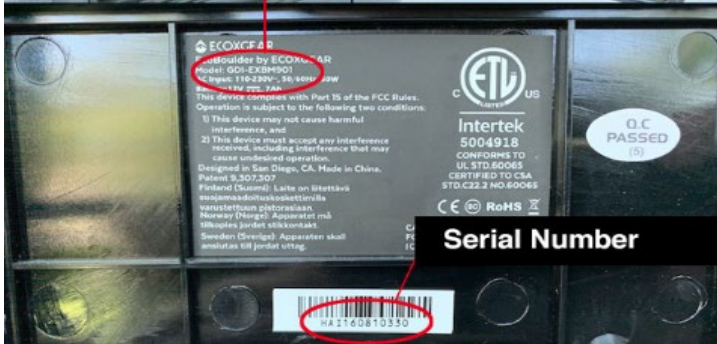 ECOXGEAR
EcoBoulder by ECOXGEAR
Model: GDI-EXBM901
AC Input: 110-230V~, 50/60Hz
12V 7Ah
This device complies with Part 15 of the FCC Rules.
Operation is subject to the following two conditions:
1) This device may not cause harmful
interference, and
2) This device must accept any interference
received, including interference that may
cause undesired operation.
Designed in San Diego, CA. Made in China.
Patent 9,307,307
Finland (Suomi): Laite on liitettävä
suojamaadoituskoskettimilla
varustettuun pistorasiaan.
Norway (Norge): Apparatet må
tilkoples jordet stikkontakt.
Sweden (Sverige): Apparaten skall
anslutas till jordat uttag.
C ETL US
LISTED
Intertek
5004918
CONFORMS TO
UL STD.60065
CERTIFIED TO CSA
STD.C22.2 NO.60065
CE RoHS
Q.C
PASSED
(5)
Serial Number
HAI160810330